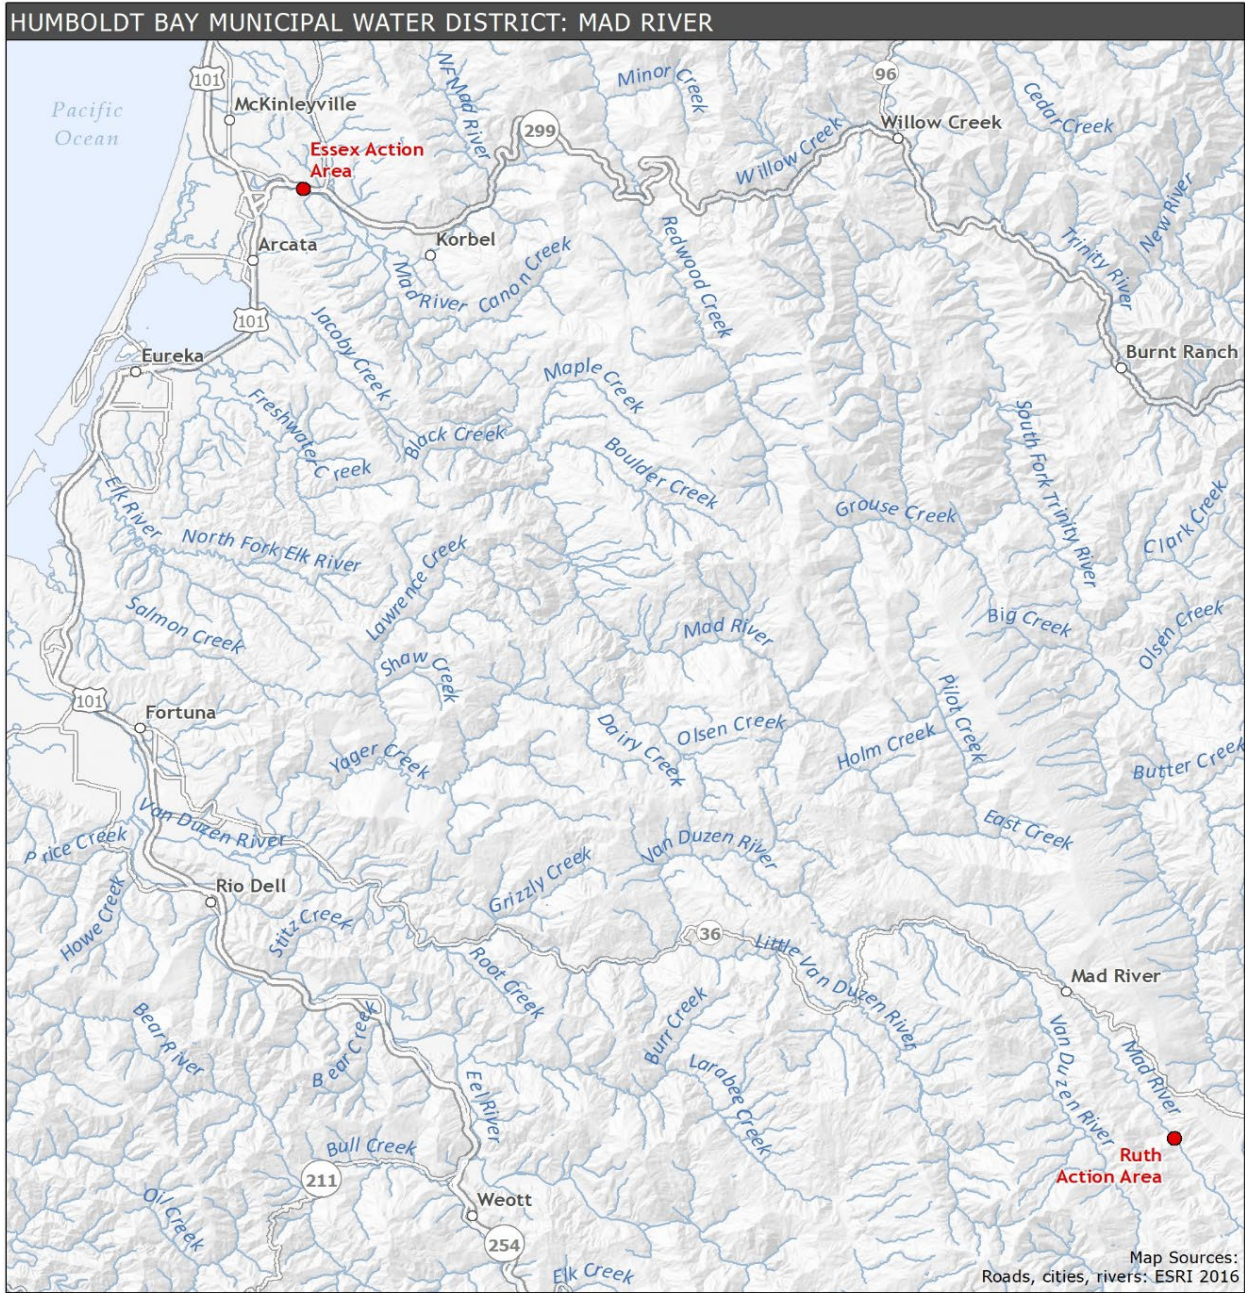 HUMBOLDT BAY MUNICIPAL WATER DISTRICT: MAD RIVER
Pacific
Ocean
101
McKinleyville
NF Mad River
Minor Creek
96
Cedar Creek
299
Willow Creek
Willow Creek
Essex Action
Area
New River
Trinity River
Redwood Creek
Korbel
Arcata
Mad River
Canon Creek
101
Jacoby Creek
Eureka
Burnt Ranch
Maple Creek
Freshwater Creek
Black Creek
Boulder Creek
South Fork Trinity River
Elk River
Grouse Creek
Clark Creek
North Fork Elk River
Lawrence Creek
Salmon Creek
Mad River
Big Creek
Olsen Creek
Shaw Creek
101
Fortuna
Pilot Creek
Dairy Creek
Olsen Creek
Holm Creek
Yager Creek
Butter Creek
Van Duzen River
Price Creek
Van Duzen River
East Creek
Grizzly Creek
Rio Dell
Howe Creek
Stitz Creek
36
Little Van Duzen River
Root Creek
Mad River
Bear River
Bear Creek
Burr Creek
Van Duzen River
Mad River
Eel River
Larabee Creek
Bull Creek
Ruth
Action Area
211
Oil Creek
Weott
254
Elk Creek
Map Sources:
Roads, cities, rivers: ESRI 2016